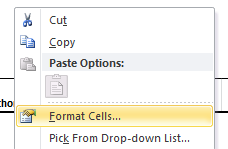 Cut
Copy
Paste Options:
Format Cells...
Pick From Drop-down List...